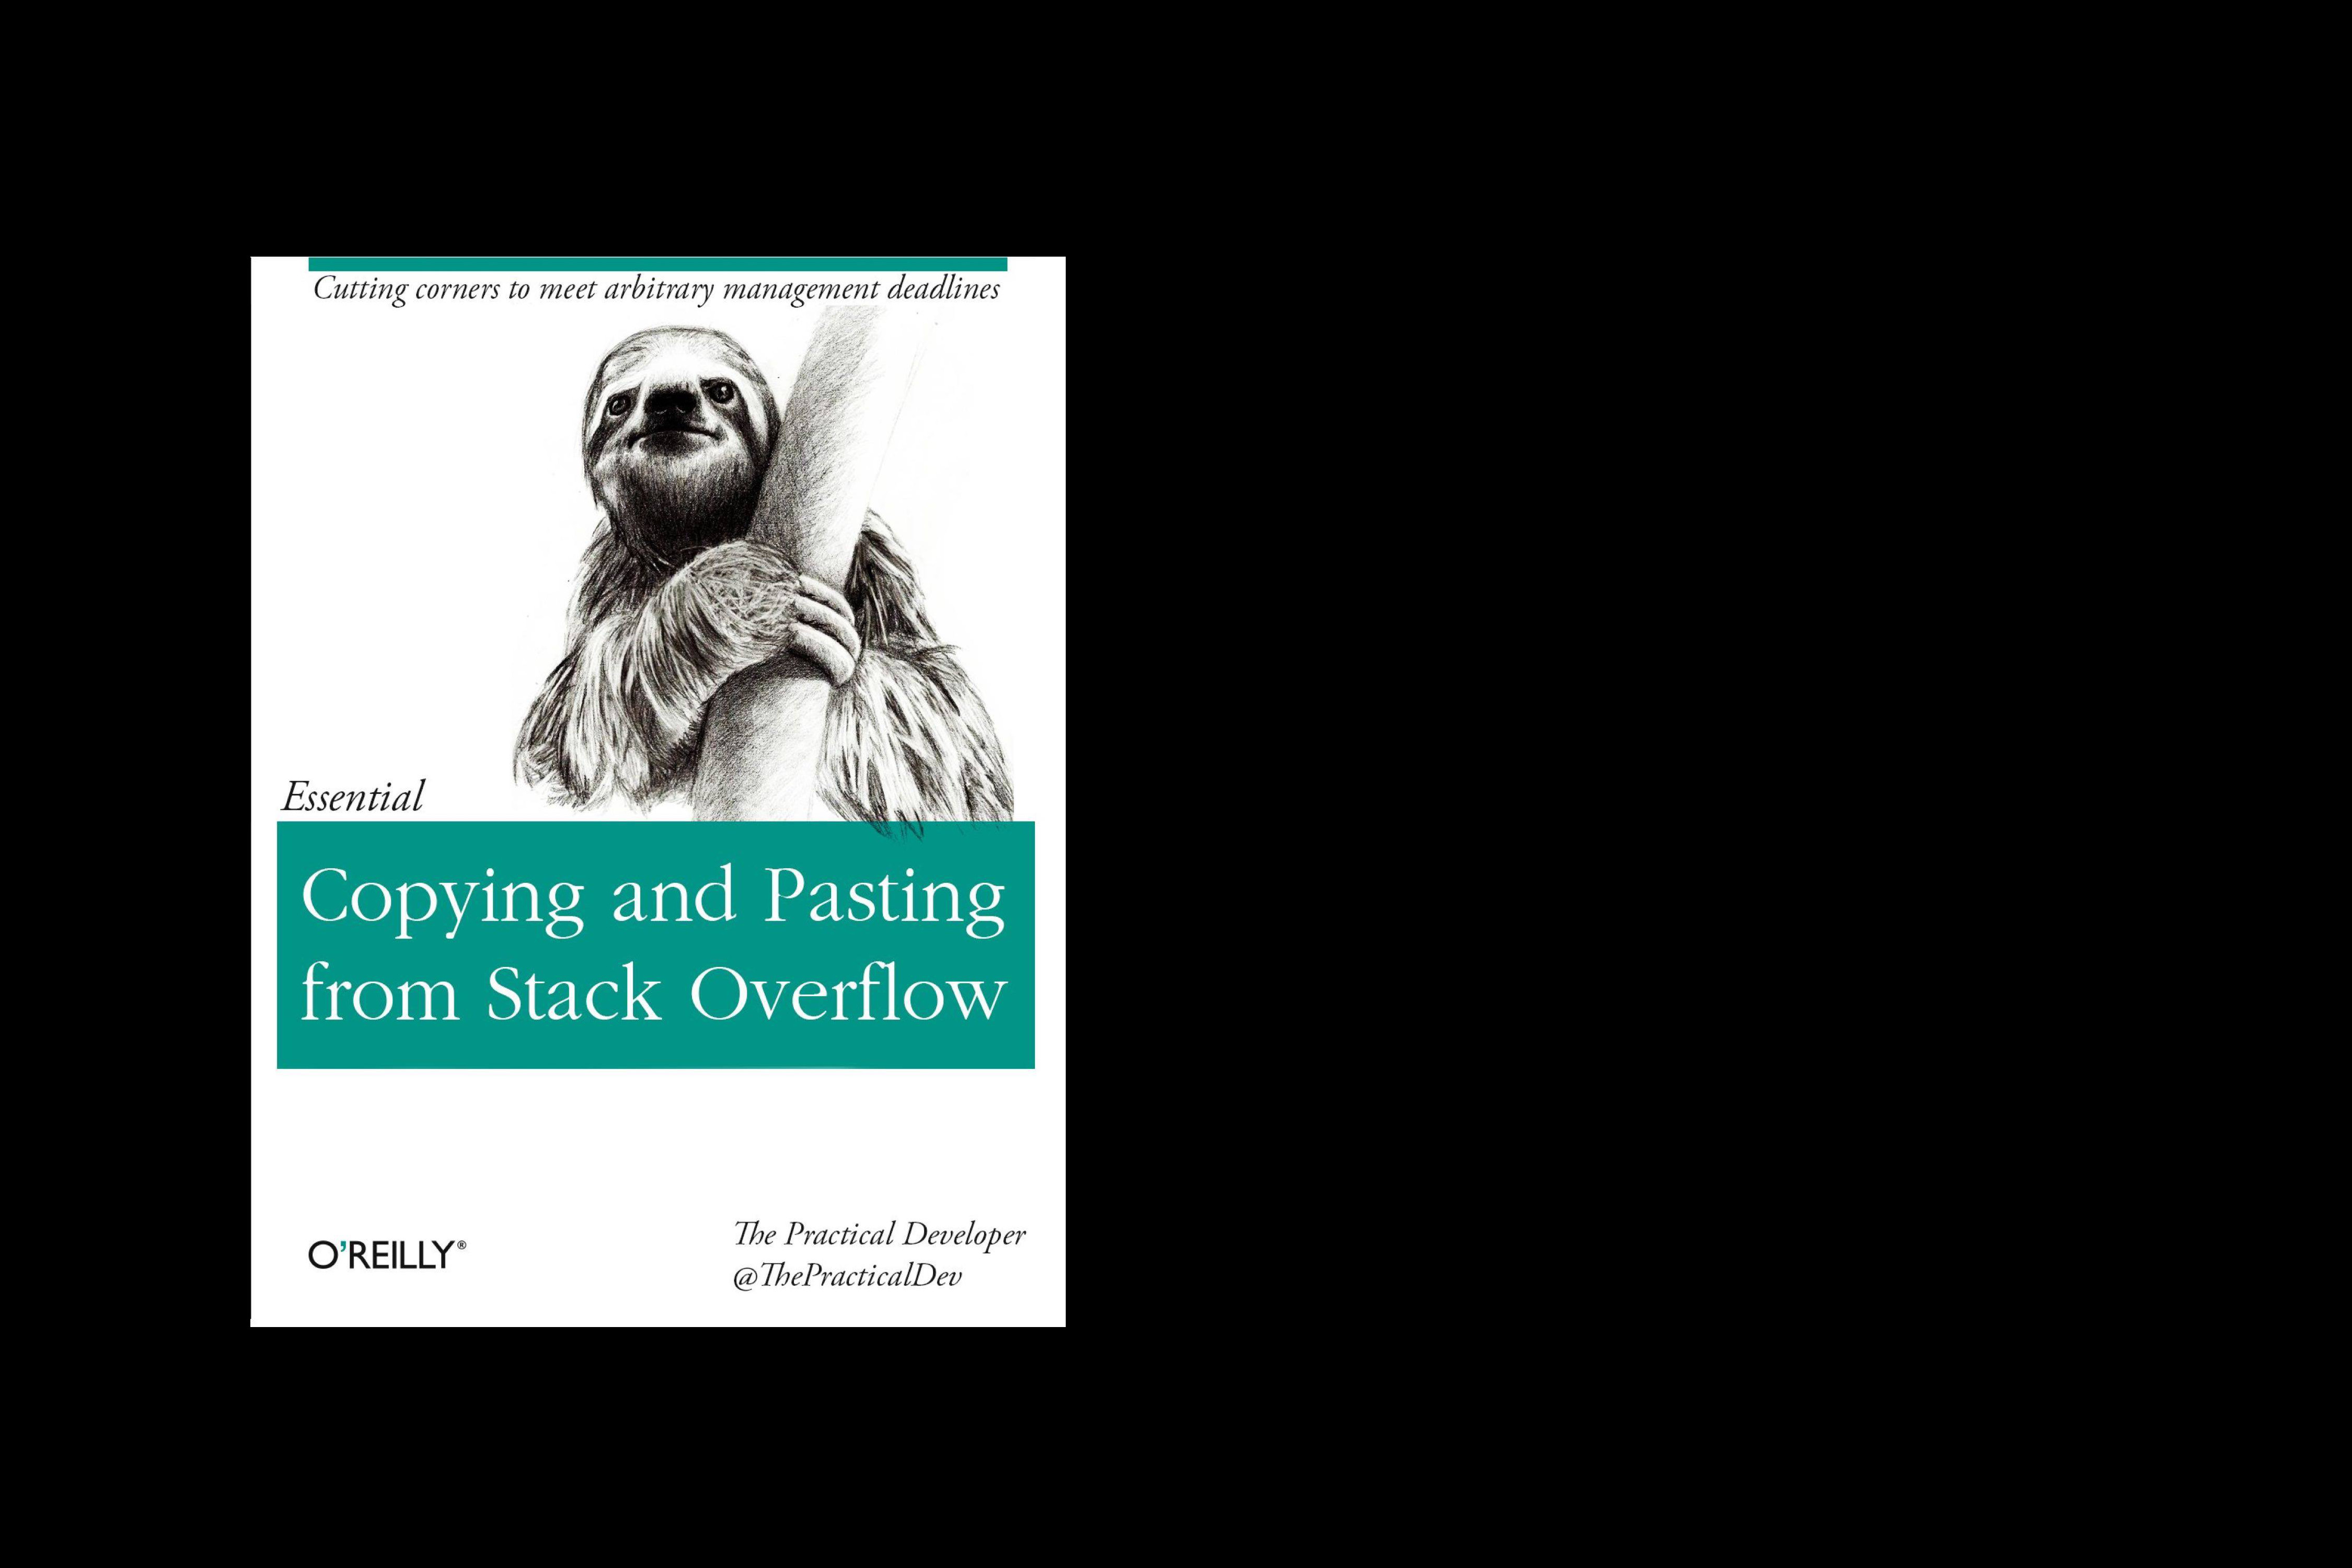 Cutting corners to meet arbitrary management deadlines
Essential
Copying and Pasting
from Stack Overflow
O'REILLY®
The Practical Developer
@ThePracticalDev